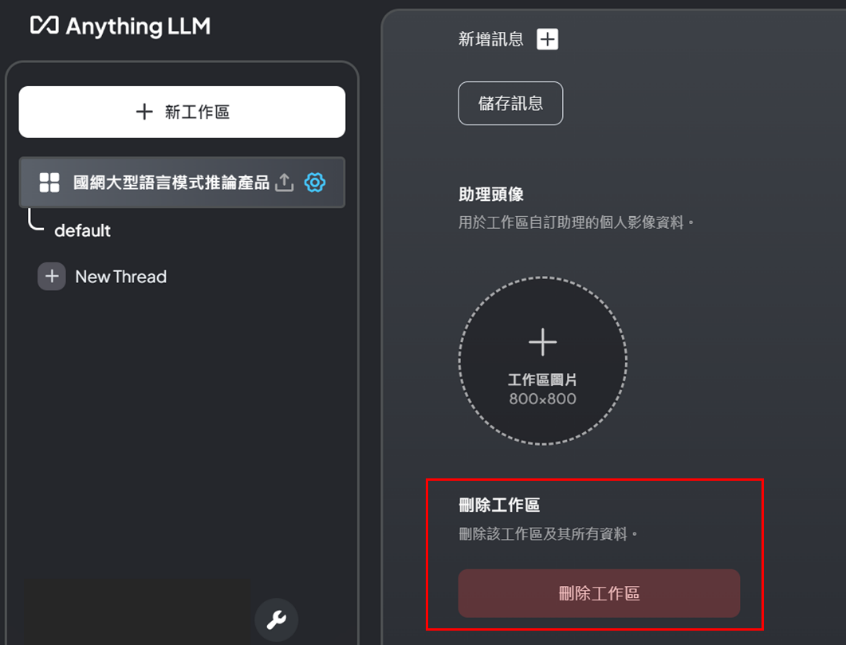 Anything LLM
新工作區
國網大型語言模式推論產品
default
New Thread
新增訊息
儲存訊息
助理頭像
用於工作區自訂助理的個人影像資料。
工作區圖片
800×800
刪除工作區
刪除該工作區及其所有資料。
刪除工作區